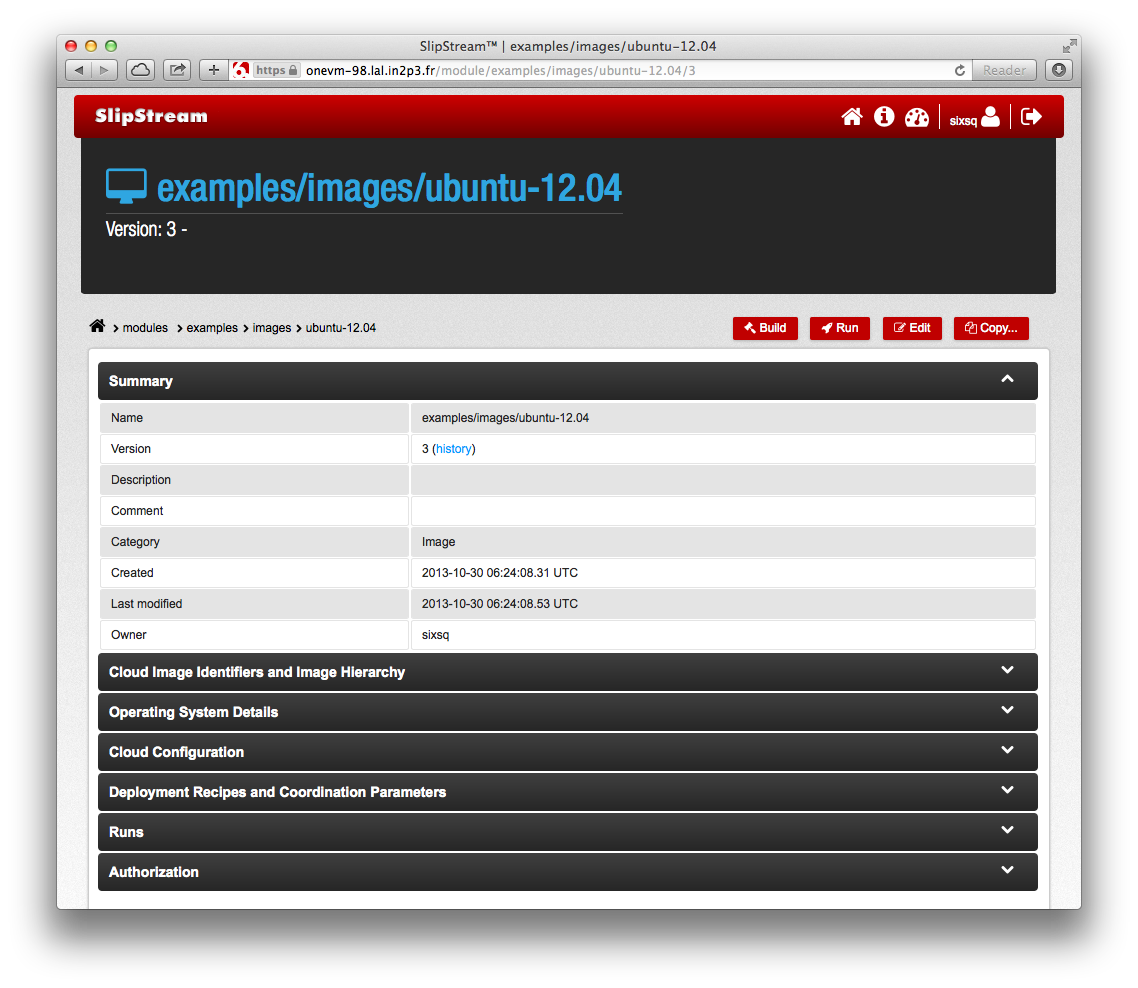 SlipStream™ | examples/images/ubuntu-12.04
https onevm-98.lal.in2p3.fr/module/examples/images/ubuntu-12.04/3 Reader
SlipStream sixsq
examples/images/ubuntu-12.04
Version: 3 -
modules examples images ubuntu-12.04 Build Run Edit Copy...
Summary
Name examples/images/ubuntu-12.04
Version 3 (history)
Description
Comment
Category Image
Created 2013-10-30 06:24:08.31 UTC
Last modified 2013-10-30 06:24:08.53 UTC
Owner sixsq
Cloud Image Identifiers and Image Hierarchy
Operating System Details
Cloud Configuration
Deployment Recipes and Coordination Parameters
Runs
Authorization